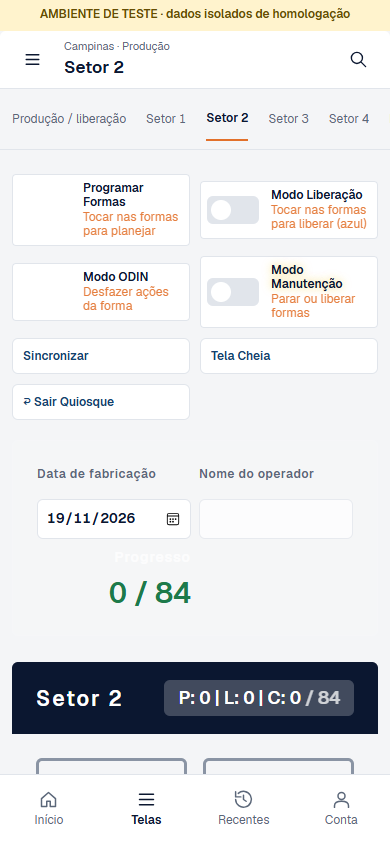 AMBIENTE DE TESTE · dados isolados de homologação
Campinas · Produção
Setor 2
Produção / liberação Setor 1 Setor 2 Setor 3 Setor 4
Programar
Formas
Tocar nas formas
para planejar
Modo Liberação
Tocar nas formas
para liberar (azul)
Modo ODIN
Desfazer ações
da forma
Modo
Manutenção
Parar ou liberar
formas
Sincronizar
Tela Cheia
Sair Quiosque
Data de fabricação
Nome do operador
19/11/2026
Progresso
0 / 84
Setor 2
P: 0 | L: 0 | C: 0 / 84
Início
Telas
Recentes
Conta